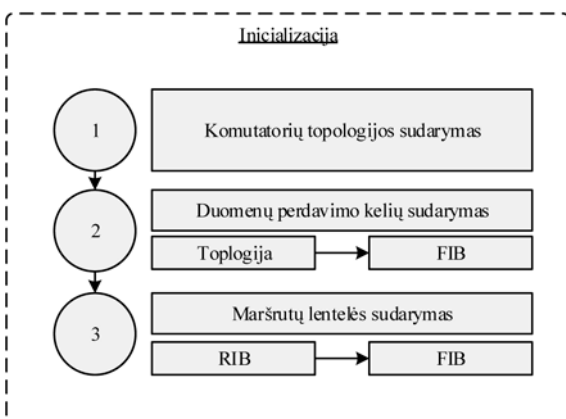 Inicializacija
1
Komutatorių topologijos sudarymas
2
Duomenų perdavimo kelių sudarymas
Toplogija
FIB
3
Maršrutų lentelės sudarymas
RIB
FIB